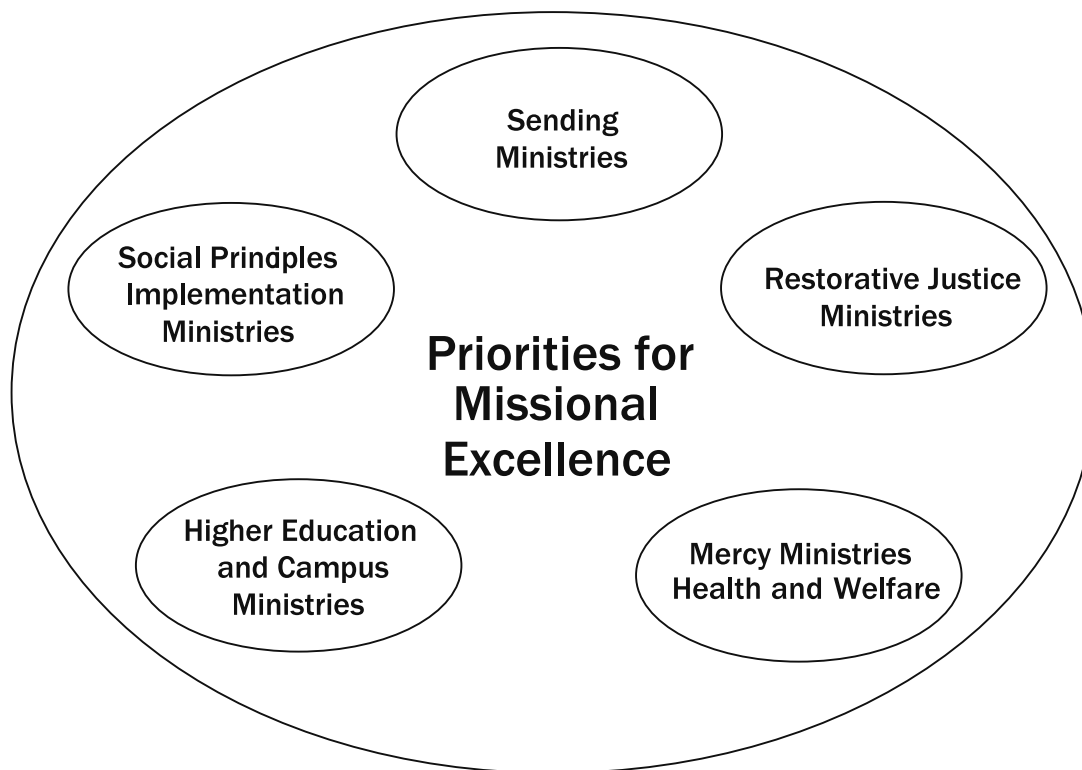 Sending
Ministries
Social Principles
Implementation
Ministries
Restorative Justice
Ministries
Priorities for
Missional
Excellence
Higher Education
and Campus
Ministries
Mercy Ministries
Health and Welfare